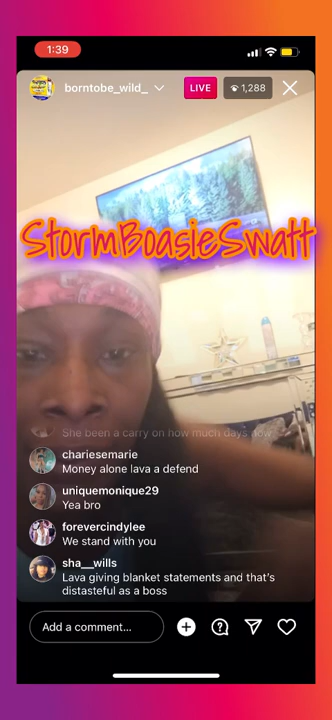 1:39
borntobe_wild_
LIVE
1,288
StormBoasieSwatt
She been a carry on how much days now
chariesemarie
Money alone lava a defend
uniquemonique29
Yea bro
forevercindylee
We stand with you
sha__wills
Lava giving blanket statements and that's
distasteful as a boss
Add a comment...